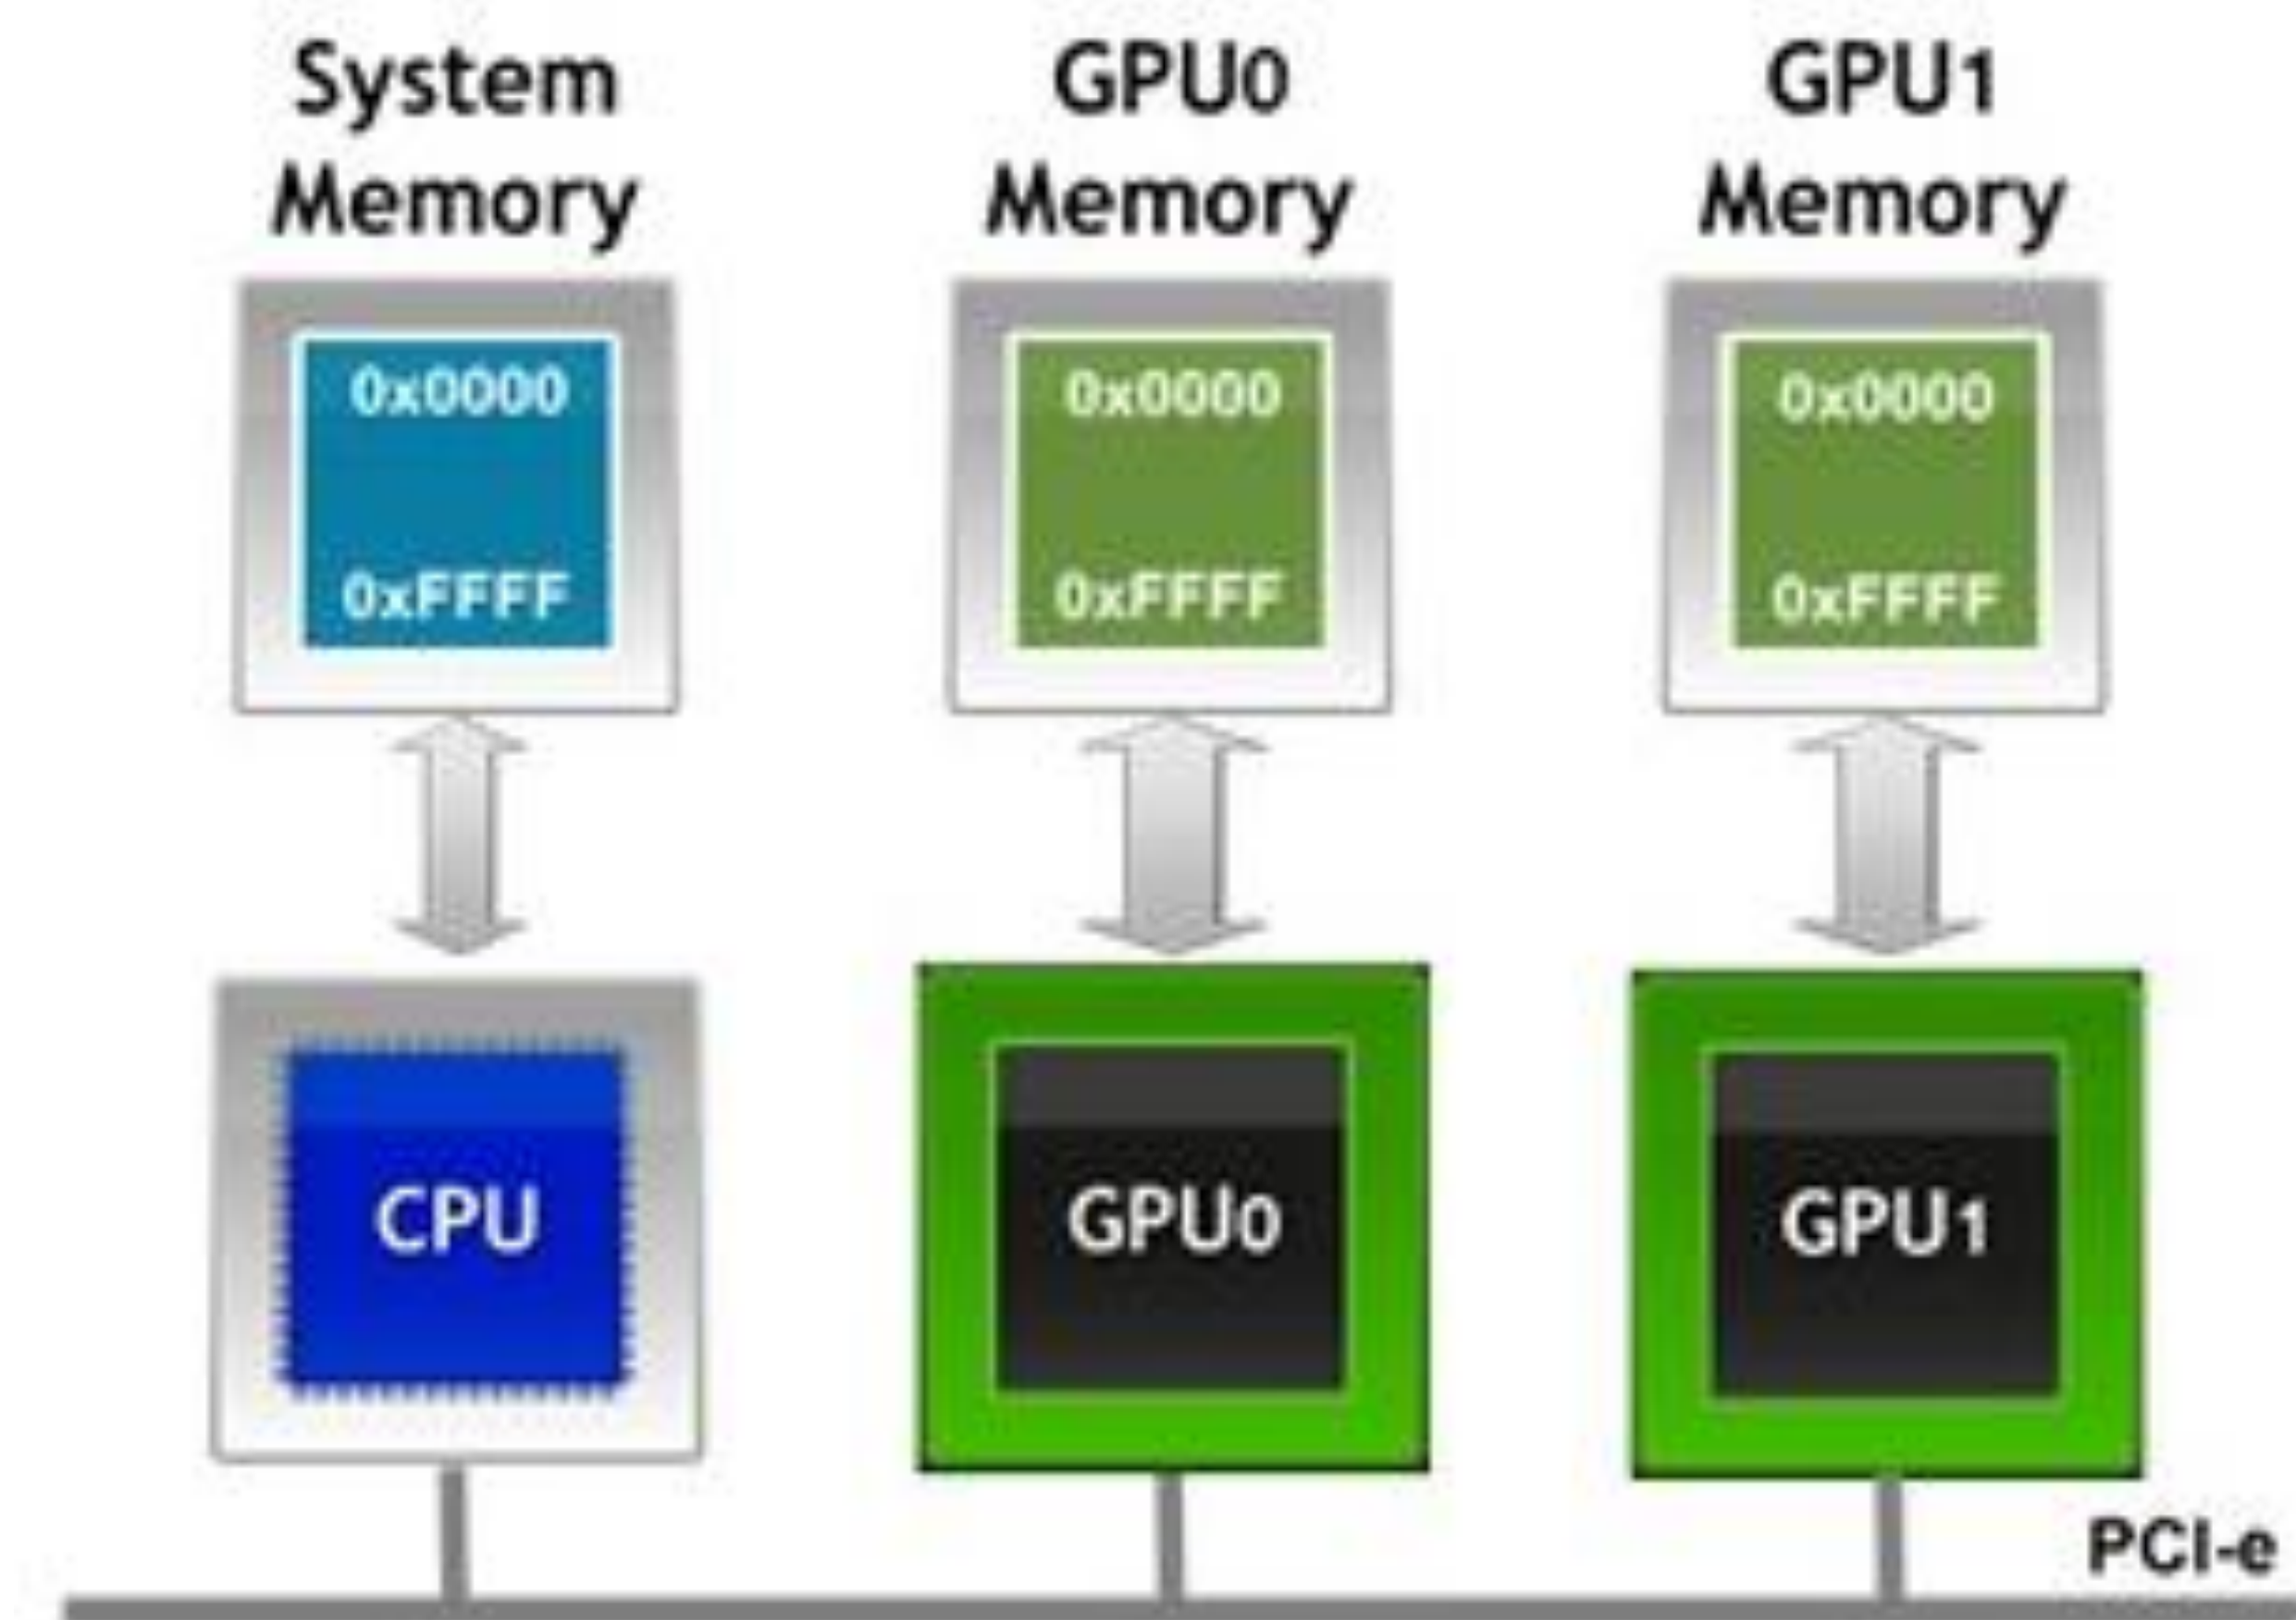 System
Memory
GPU0
Memory
GPU1
Memory
0x0000
0xFFFF
0x0000
0xFFFF
0x0000
0xFFFF
CPU
GPU0
GPU1
PCI-e